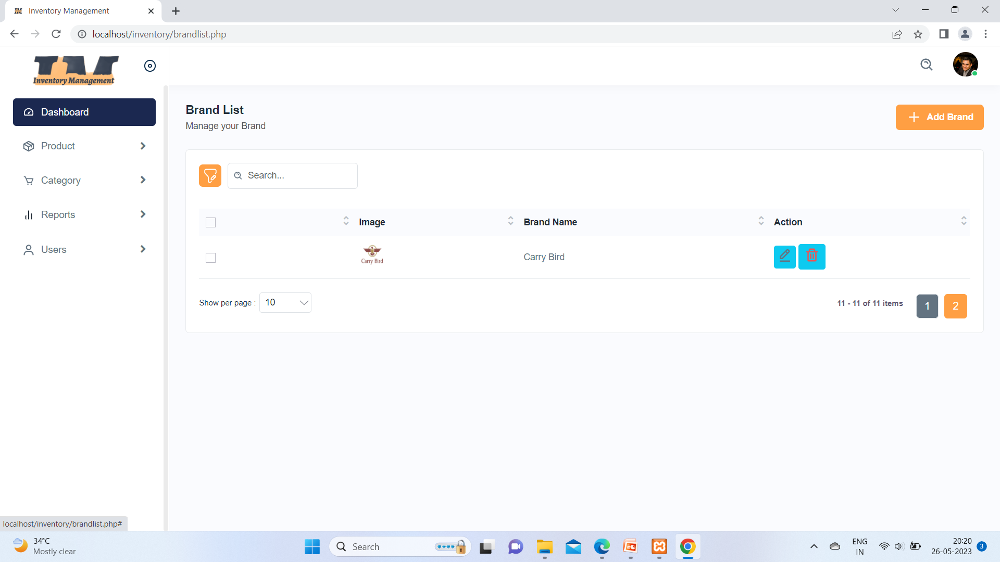 Inventory Management
localhost/inventory/brandlist.php
IM
Inventory Management
Dashboard
Product
Category
Reports
Users
Brand List
Manage your Brand
Add Brand
Search...
Image
Brand Name
Action
Carry Bird
Carry Bird
Show per page :
10
11 - 11 of 11 items
1
2
localhost/inventory/brandlist.php#
34°C
Mostly clear
Search
****
ENG
IN
20:20
26-05-2023
3